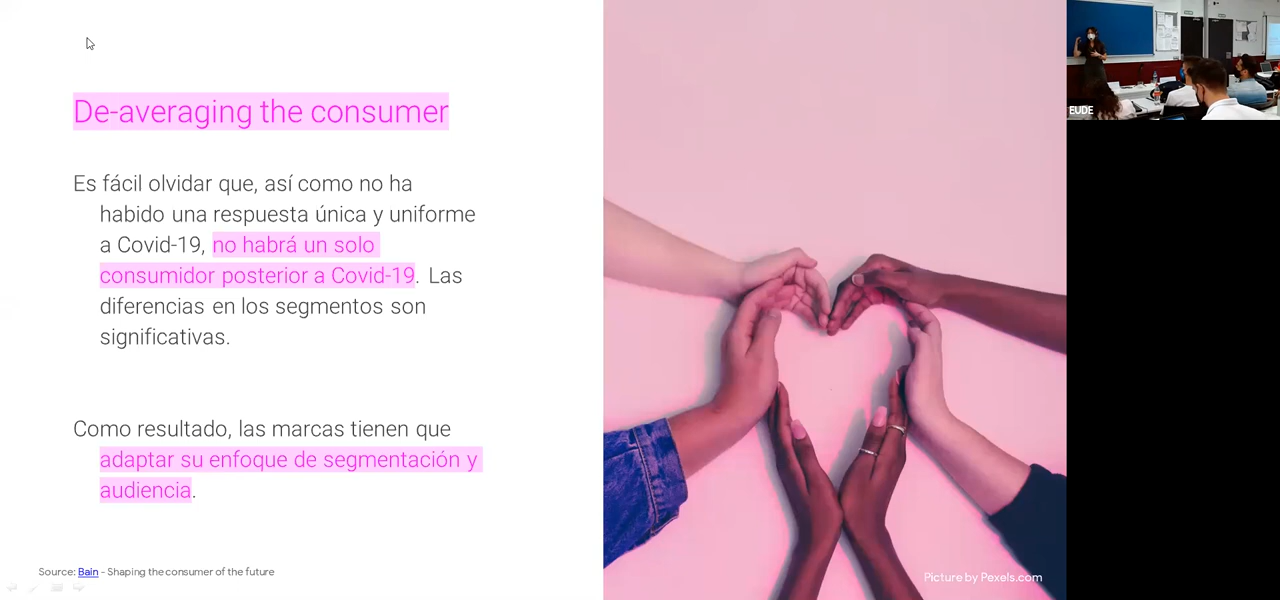 De-averaging the consumer
Es fácil olvidar que, así como no ha
habido una respuesta única y uniforme
a Covid-19, no habrá un solo
consumidor posterior a Covid-19. Las
diferencias en los segmentos son
significativas.
Como resultado, las marcas tienen que
adaptar su enfoque de segmentación y
audiencia.
Source: Bain - Shaping the consumer of the future
Picture by Pexels.com
EUDE